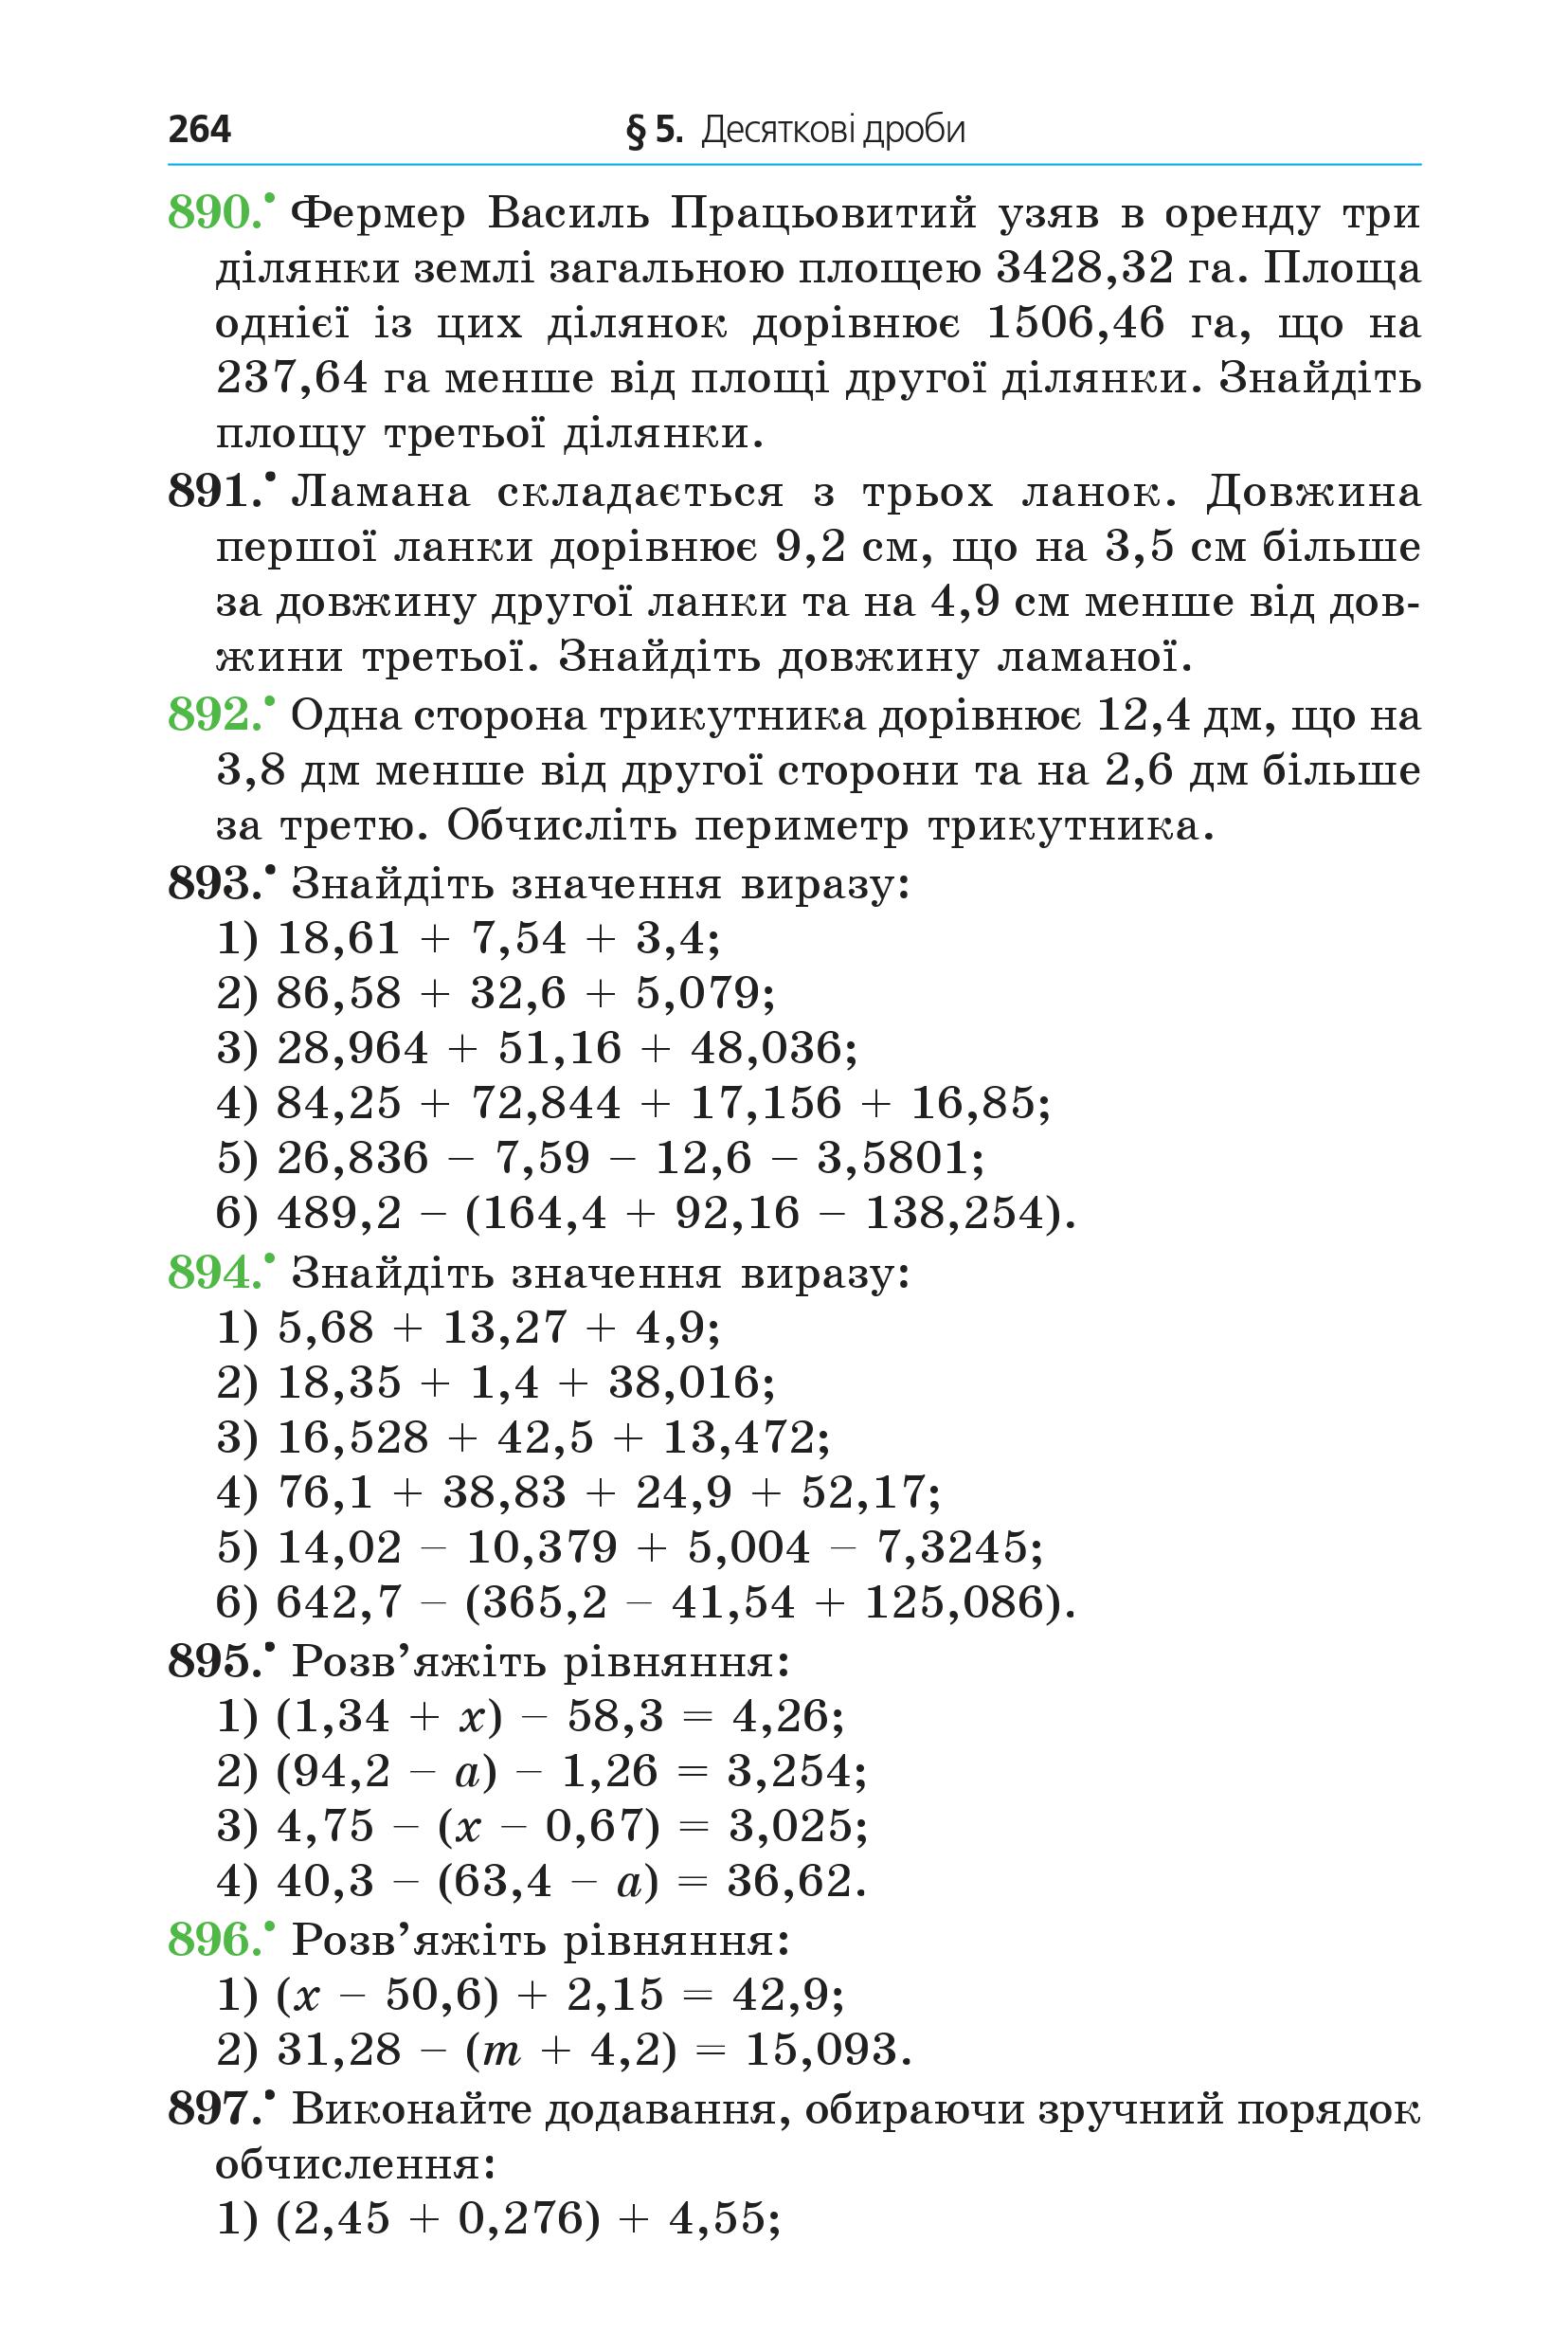 264 § 5. Десяткові дроби
890.• Фермер Василь Працьовитий узяв в оренду три
ділянки землі загальною площею 3428,32 га. Площа
однієї із цих ділянок дорівнює 1506,46 га, що на
237,64 га менше від площі другої ділянки. Знайдіть
площу третьої ділянки.
891.• Ламана складається з трьох ланок. Довжина
першої ланки дорівнює 9,2 см, що на 3,5 см більше
за довжину другої ланки та на 4,9 см менше від дов-
жини третьої. Знайдіть довжину ламаної.
892.• Одна сторона трикутника дорівнює 12,4 дм, що на
3,8 дм менше від другої сторони та на 2,6 дм більше
за третю. Обчисліть периметр трикутника.
893.• Знайдіть значення виразу:
1) 18,61 + 7,54 + 3,4;
2) 86,58 + 32,6 + 5,079;
3) 28,964 + 51,16 + 48,036;
4) 84,25 + 72,844 + 17,156 + 16,85;
5) 26,836 − 7,59 − 12,6 − 3,5801;
6) 489,2 − (164,4 + 92,16 − 138,254).
894.• Знайдіть значення виразу:
1) 5,68 + 13,27 + 4,9;
2) 18,35 + 1,4 + 38,016;
3) 16,528 + 42,5 + 13,472;
4) 76,1 + 38,83 + 24,9 + 52,17;
5) 14,02 − 10,379 + 5,004 − 7,3245;
6) 642,7 − (365,2 − 41,54 + 125,086).
895.• Розв’яжіть рівняння:
1) (1,34 + x) − 58,3 = 4,26;
2) (94,2 − a) − 1,26 = 3,254;
3) 4,75 − (x − 0,67) = 3,025;
4) 40,3 − (63,4 − a) = 36,62.
896.• Розв’яжіть рівняння:
1) (x − 50,6) + 2,15 = 42,9;
2) 31,28 − (m + 4,2) = 15,093.
897.• Виконайте додавання, обираючи зручний порядок
обчислення:
1) (2,45 + 0,276) + 4,55;